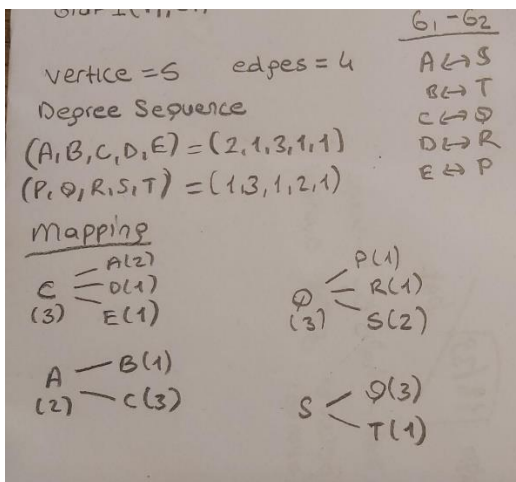 G₁-G₂
vertice = 5 edges = 4
A↔S
B↔T
C↔Q
D↔R
E↔P
Degree Sequence
(A,B,C,D,E) = (2,1,3,1,1)
(P,Q,R,S,T) = (1,3,1,2,1)
Mapping
C (3) A(2) D(1) E(1)
Q (3) P(1) R(1) S(2)
A (2) B(1) C(3)
S Q(3) T(1)